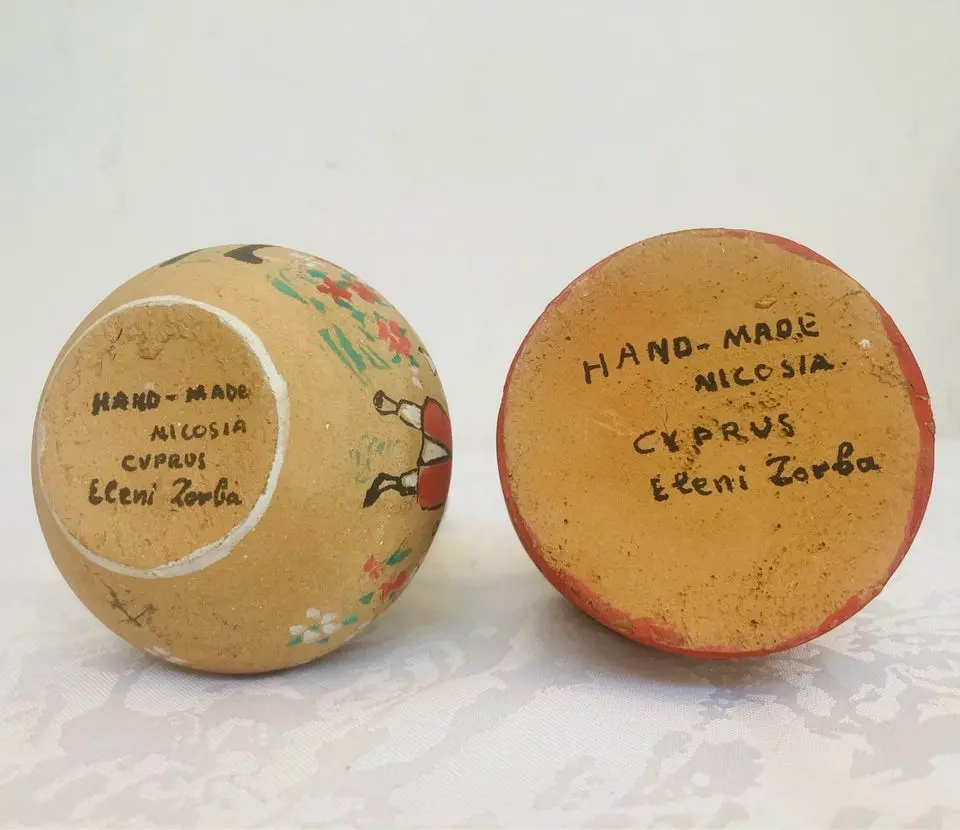 HAND-MADE
NICOSIA
CYPRUS
Eleni Zorba
HAND-MADE
NICOSIA
CYPRUS
Eleni Zorba